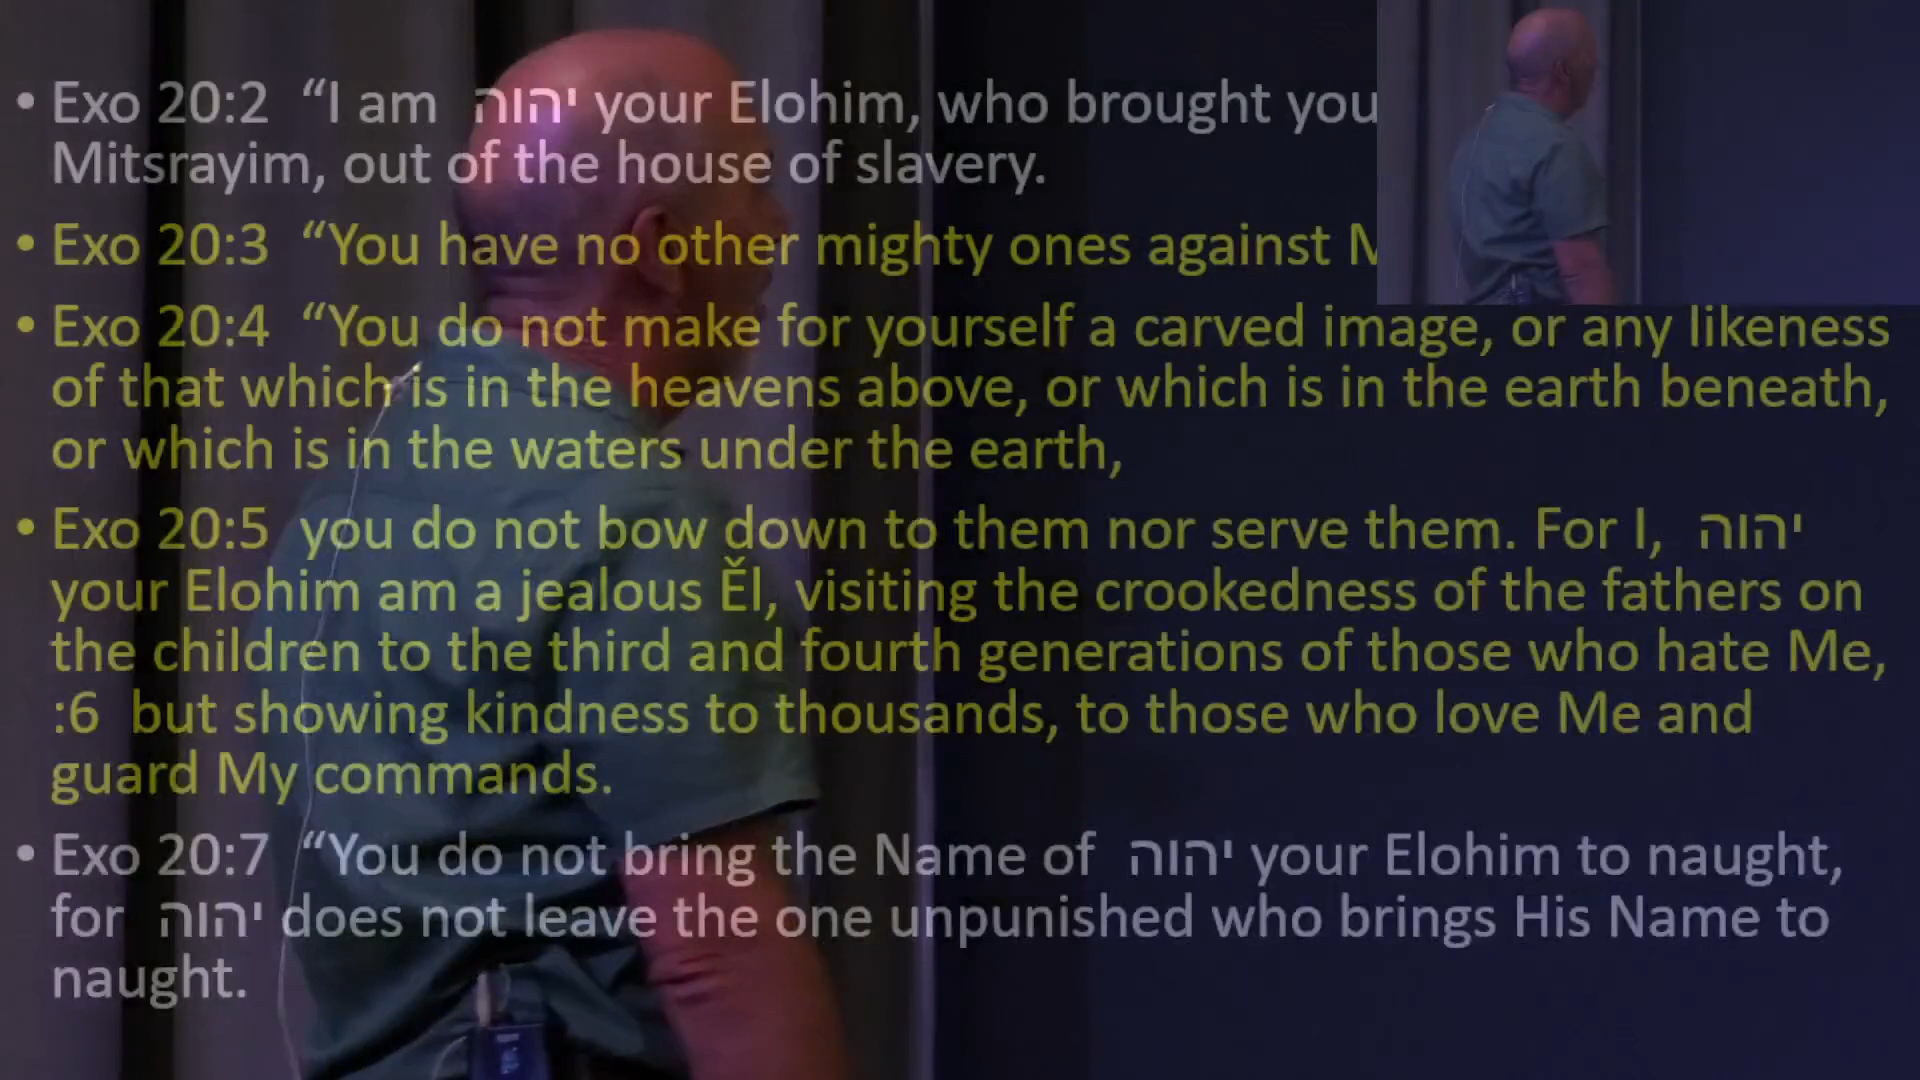 • Exo 20:2 “I am יהוה your Elohim, who brought you
Mitsrayim, out of the house of slavery.
• Exo 20:3 “You have no other mighty ones against
• Exo 20:4 “You do not make for yourself a carved image, or any likeness
of that which is in the heavens above, or which is in the earth beneath,
or which is in the waters under the earth,
• Exo 20:5 you do not bow down to them nor serve them. For I, יהוה
your Elohim am a jealous Ěl, visiting the crookedness of the fathers on
the children to the third and fourth generations of those who hate Me,
:6 but showing kindness to thousands, to those who love Me and
guard My commands.
• Exo 20:7 “You do not bring the Name of יהוה your Elohim to naught,
for יהוה does not leave the one unpunished who brings His Name to
naught.